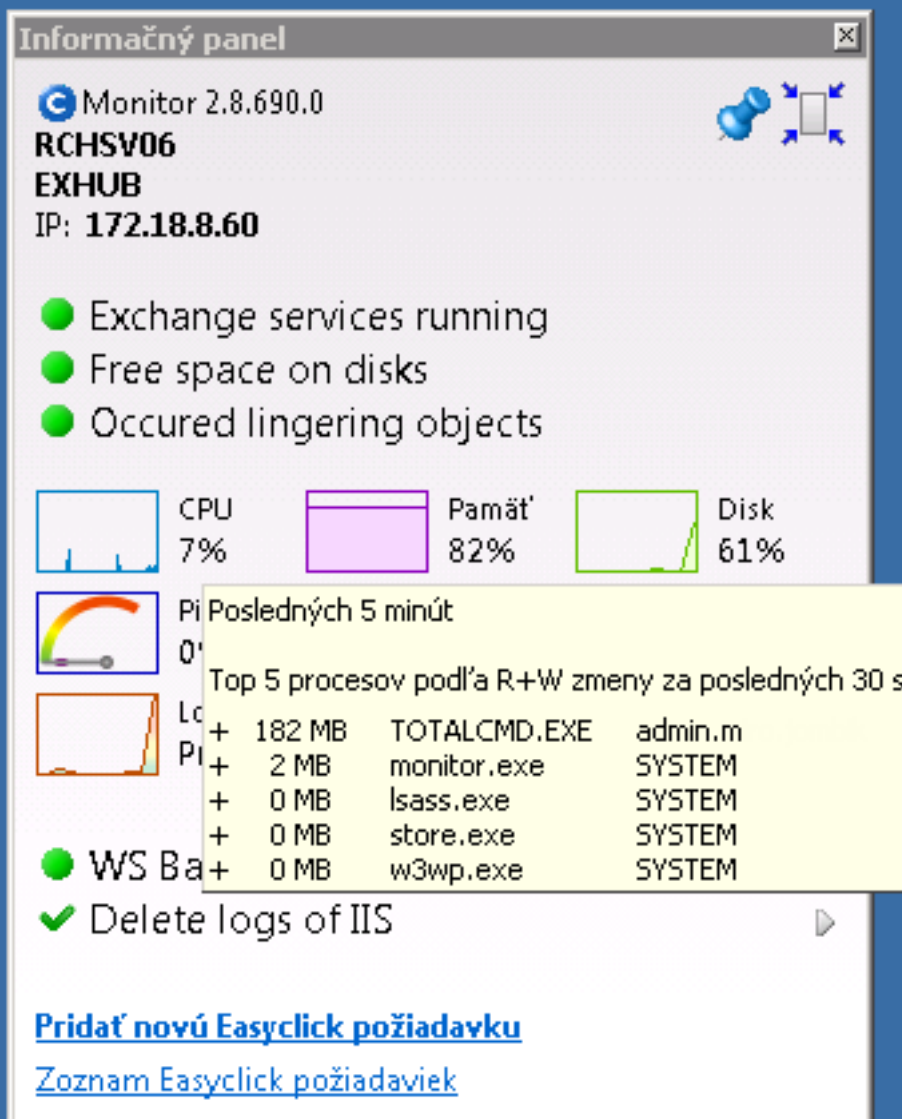 Informačný panel
C Monitor 2.8.690.0
RCHSV06
EXHUB
IP: 172.18.8.60
Exchange services running
Free space on disks
Occured lingering objects
CPU
7%
Pamäť
82%
Disk
61%
Posledných 5 minút
Top 5 procesov podľa R+W zmeny za posledných 30 s
+ 182 MB TOTALCMD.EXE admin.m
+ 2 MB monitor.exe SYSTEM
+ 0 MB lsass.exe SYSTEM
+ 0 MB store.exe SYSTEM
+ 0 MB w3wp.exe SYSTEM
WS Ba
Delete logs of IIS
Pridať novú Easyclick požiadavku
Zoznam Easyclick požiadaviek